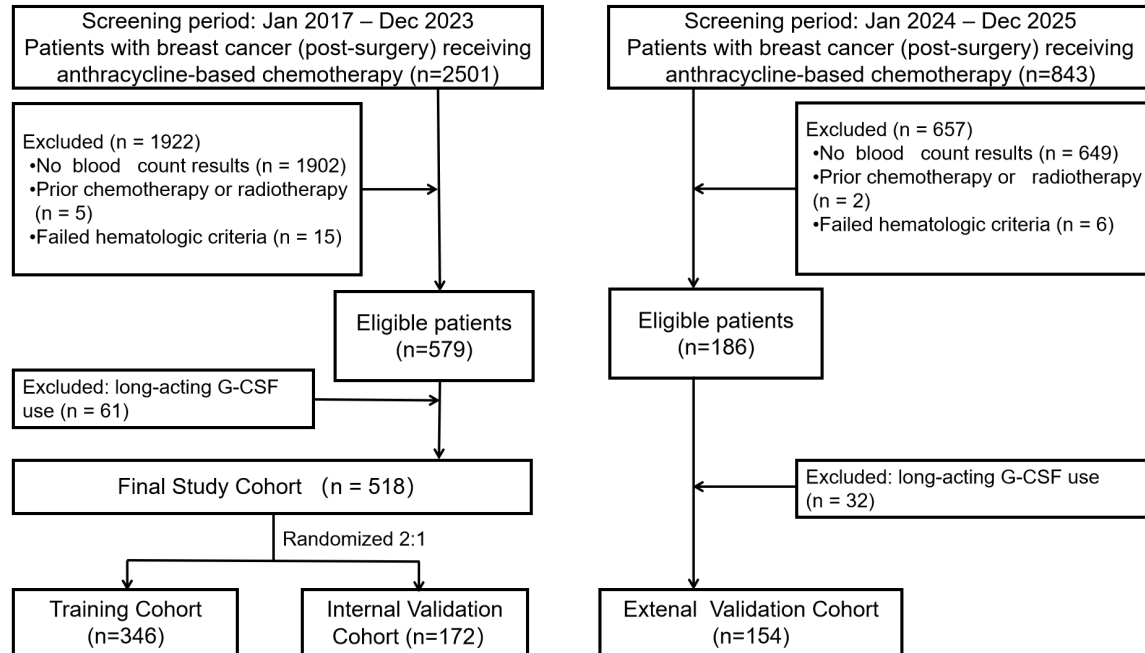 Screening period: Jan 2017 – Dec 2023
Patients with breast cancer (post-surgery) receiving
anthracycline-based chemotherapy (n=2501)
Excluded (n = 1922)
•No blood count results (n = 1902)
•Prior chemotherapy or radiotherapy
(n = 5)
•Failed hematologic criteria (n = 15)
Eligible patients
(n=579)
Excluded: long-acting G-CSF
use (n = 61)
Final Study Cohort (n = 518)
Randomized 2:1
Training Cohort
(n=346)
Internal Validation
Cohort (n=172)
Screening period: Jan 2024 – Dec 2025
Patients with breast cancer (post-surgery) receiving
anthracycline-based chemotherapy (n=843)
Excluded (n = 657)
•No blood count results (n = 649)
•Prior chemotherapy or radiotherapy
(n = 2)
•Failed hematologic criteria (n = 6)
Eligible patients
(n=186)
Excluded: long-acting G-CSF use
(n = 32)
Extenal Validation Cohort
(n=154)